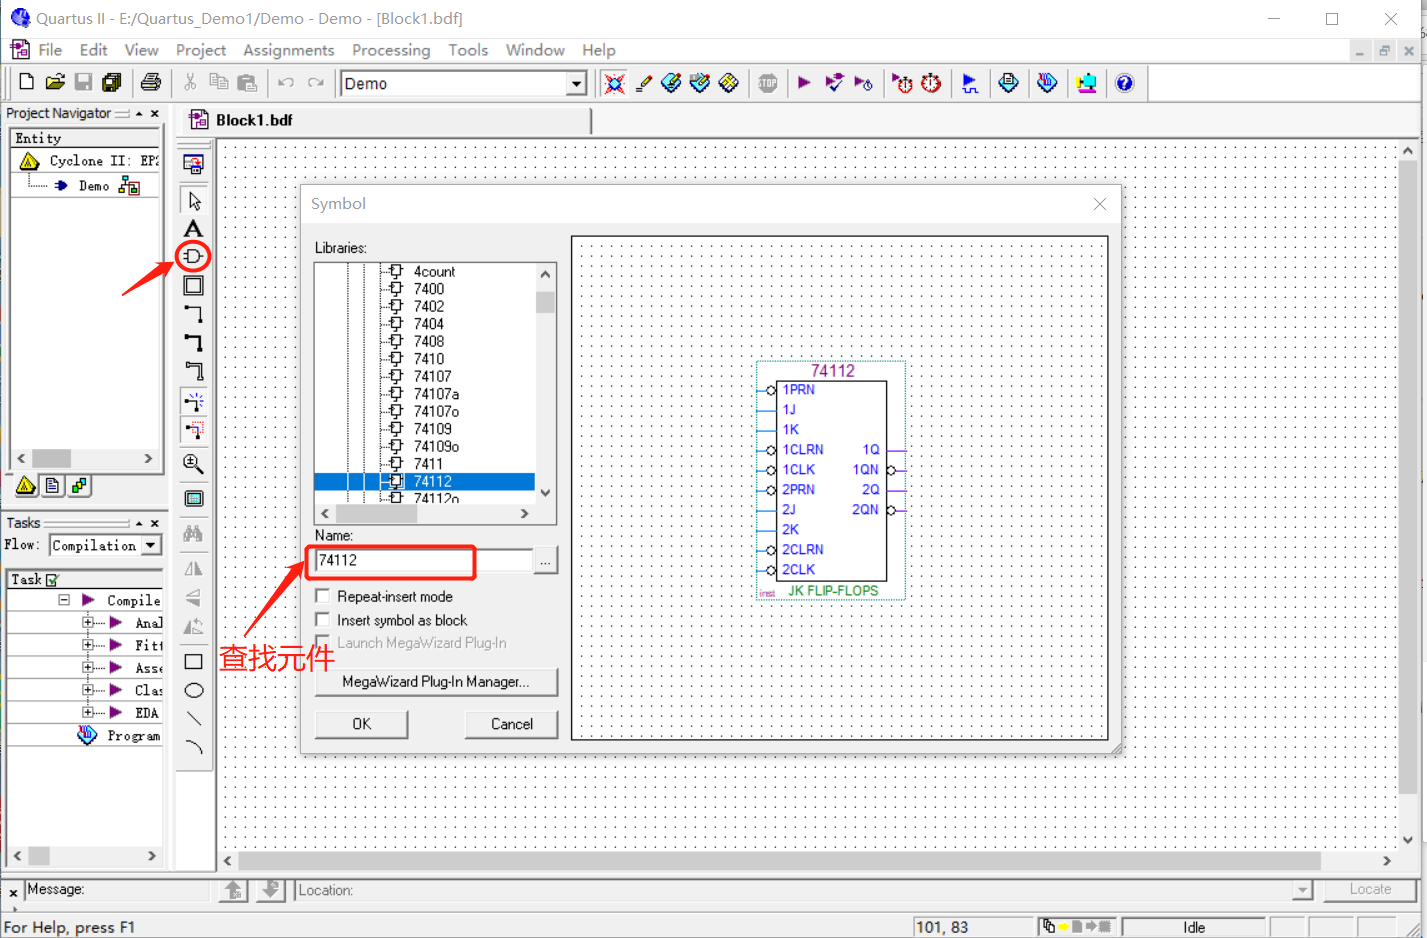 Quartus II - E:/Quartus_Demo1/Demo - Demo - [Block1.bdf]
File Edit View Project Assignments Processing Tools Window Help
Demo
STOP
Project Navigator
Block1.bdf
Entity
Cyclone II: EP2
Demo
Symbol
Libraries:
4count
7400
7402
7404
7408
7410
74107
74107a
74107o
74109
74109o
7411
74112
74112o
Name:
74112
...
Repeat-insert mode
Insert symbol as block
Launch MegaWizard Plug-In
查找元件
MegaWizard Plug-In Manager...
OK
Cancel
74112
1PRN
1J
1K
1CLRN 1Q
1CLK 1QN
2PRN 2Q
2J 2QN
2K
2CLRN
2CLK
inst JK FLIP-FLOPS
Tasks
Flow: Compilation
Task
Compile
Anal
Fitt
Asse
Clas
EDA
Program
Message:
Location:
Locate
For Help, press F1
101, 83
Idle